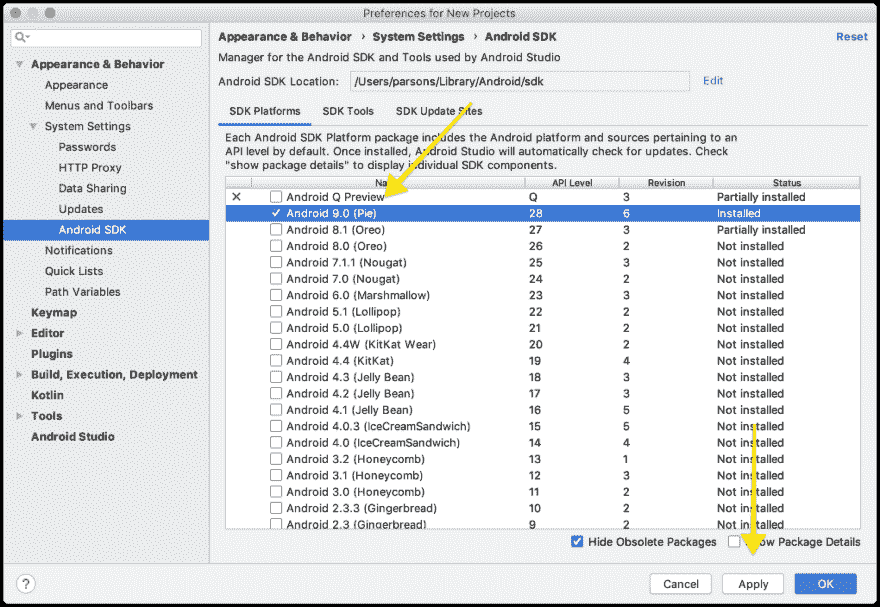 Preferences for New Projects
Appearance & Behavior › System Settings › Android SDK Reset
Manager for the Android SDK and Tools used by Android Studio
Android SDK Location: /Users/parsons/Library/Android/sdk Edit
SDK Platforms SDK Tools SDK Update Sites
Each Android SDK Platform package includes the Android platform and sources pertaining to an
API level by default. Once installed, Android Studio will automatically check for updates. Check
"show package details" to display individual SDK components.
API Level Revision Status
Android Q Preview Q 3 Partially installed
Android 9.0 (Pie) 28 6 Installed
Android 8.1 (Oreo) 27 3 Partially installed
Android 8.0 (Oreo) 26 2 Not installed
Android 7.1.1 (Nougat) 25 3 Not installed
Android 7.0 (Nougat) 24 2 Not installed
Android 6.0 (Marshmallow) 23 3 Not installed
Android 5.1 (Lollipop) 22 2 Not installed
Android 5.0 (Lollipop) 21 2 Not installed
Android 4.4W (KitKat Wear) 20 2 Not installed
Android 4.4 (KitKat) 19 4 Not installed
Android 4.3 (Jelly Bean) 18 3 Not installed
Android 4.2 (Jelly Bean) 17 3 Not installed
Android 4.1 (Jelly Bean) 16 5 Not installed
Android 4.0.3 (IceCreamSandwich) 15 5 Not installed
Android 4.0 (IceCreamSandwich) 14 4 Not installed
Android 3.2 (Honeycomb) 13 1 Not installed
Android 3.1 (Honeycomb) 12 3 Not installed
Android 3.0 (Honeycomb) 11 2 Not installed
Android 2.3.3 (Gingerbread) 10 2 Not installed
Android 2.3 (Gingerbread) 9 2 Not installed
Hide Obsolete Packages Package Details
Appearance & Behavior
Appearance
Menus and Toolbars
System Settings
Passwords
HTTP Proxy
Data Sharing
Updates
Android SDK
Notifications
Quick Lists
Path Variables
Keymap
Editor
Plugins
Build, Execution, Deployment
Kotlin
Tools
Android Studio
? Cancel Apply OK